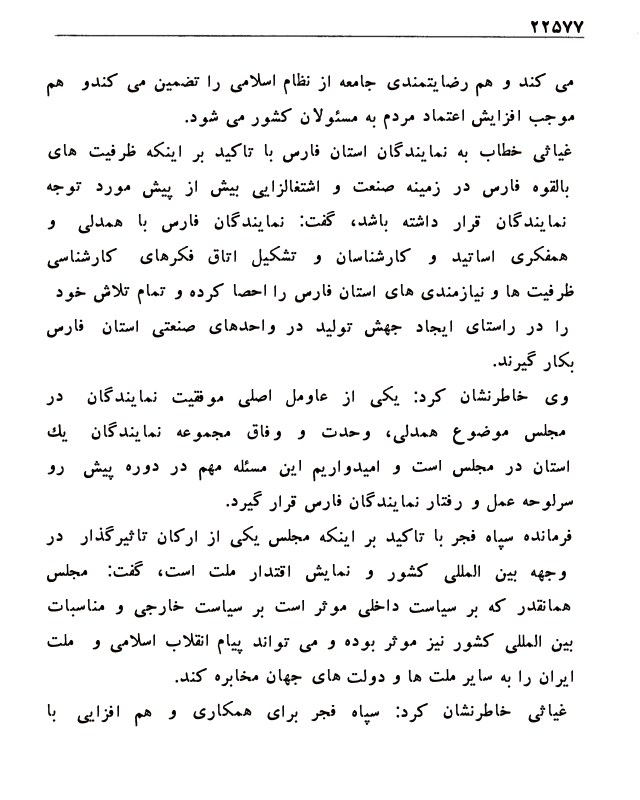 ۲۲۵۷۷
می کند و هم رضایتمندی جامعه از نظام اسلامی را تضمین می کندو هم
موجب افزایش اعتماد مردم به مسئولان کشور می شود.
غیاثی خطاب به نمایندگان استان فارس با تاکید بر اینکه ظرفیت های
بالقوه فارس در زمینه صنعت و اشتغالزایی بیش از پیش مورد توجه
نمایندگان قرار داشته باشد، گفت: نمایندگان فارس با همدلی و
همفکری اساتید و کارشناسان و تشکیل اتاق فکرهای کارشناسی
ظرفیت ها و نیازمندی های استان فارس را احصا کرده و تمام تلاش خود
را در راستای ایجاد جهش تولید در واحدهای صنعتی استان فارس
بکار گیرند.
وی خاطرنشان کرد: یکی از عاومل اصلی موفقیت نمایندگان در
مجلس موضوع همدلی، وحدت و وفاق مجموعه نمایندگان یك
استان در مجلس است و امیدواریم این مسئله مهم در دوره پیش رو
سرلوحه عمل و رفتار نمایندگان فارس قرار گیرد.
فرمانده سپاه فجر با تاکید بر اینکه مجلس یکی از ارکان تاثیرگذار در
وجهه بین المللی کشور و نمایش اقتدار ملت است، گفت: مجلس
همانقدر که بر سیاست داخلی موثر است بر سیاست خارجی و مناسبات
بین المللی کشور نیز موثر بوده و می تواند پیام انقلاب اسلامی و ملت
ایران را به سایر ملت ها و دولت های جهان مخابره کند.
غیاثی خاطرنشان کرد: سپاه فجر برای همکاری و هم افزایی با